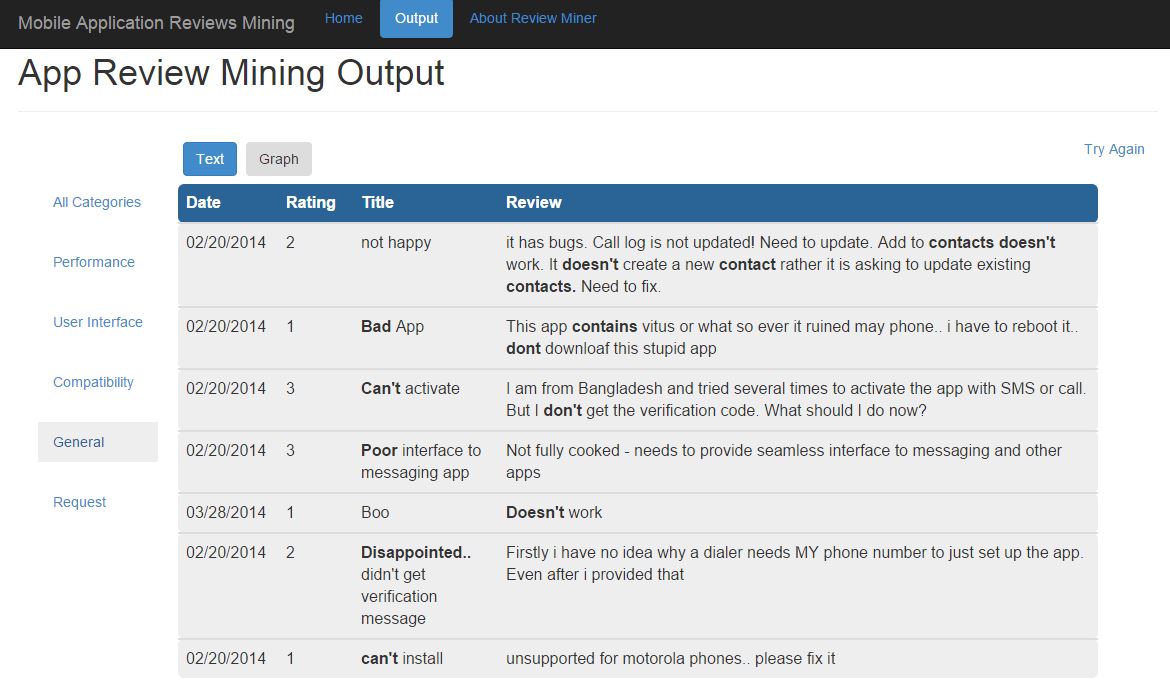 Mobile Application Reviews Mining Home Output About Review Miner
App Review Mining Output
Text Graph Try Again
All Categories
Performance
User Interface
Compatibility
General
Request
Date Rating Title Review
02/20/2014 2 not happy it has bugs. Call log is not updated! Need to update. Add to contacts doesn't
work. It doesn't create a new contact rather it is asking to update existing
contacts. Need to fix.
02/20/2014 1 Bad App This app contains vitus or what so ever it ruined may phone.. i have to reboot it..
dont downloaf this stupid app
02/20/2014 3 Can't activate I am from Bangladesh and tried several times to activate the app with SMS or call.
But I don't get the verification code. What should I do now?
02/20/2014 3 Poor interface to Not fully cooked - needs to provide seamless interface to messaging and other
messaging app apps
03/28/2014 1 Boo Doesn't work
02/20/2014 2 Disappointed.. Firstly i have no idea why a dialer needs MY phone number to just set up the app.
didn't get Even after i provided that
verification
message
02/20/2014 1 can't install unsupported for motorola phones.. please fix it